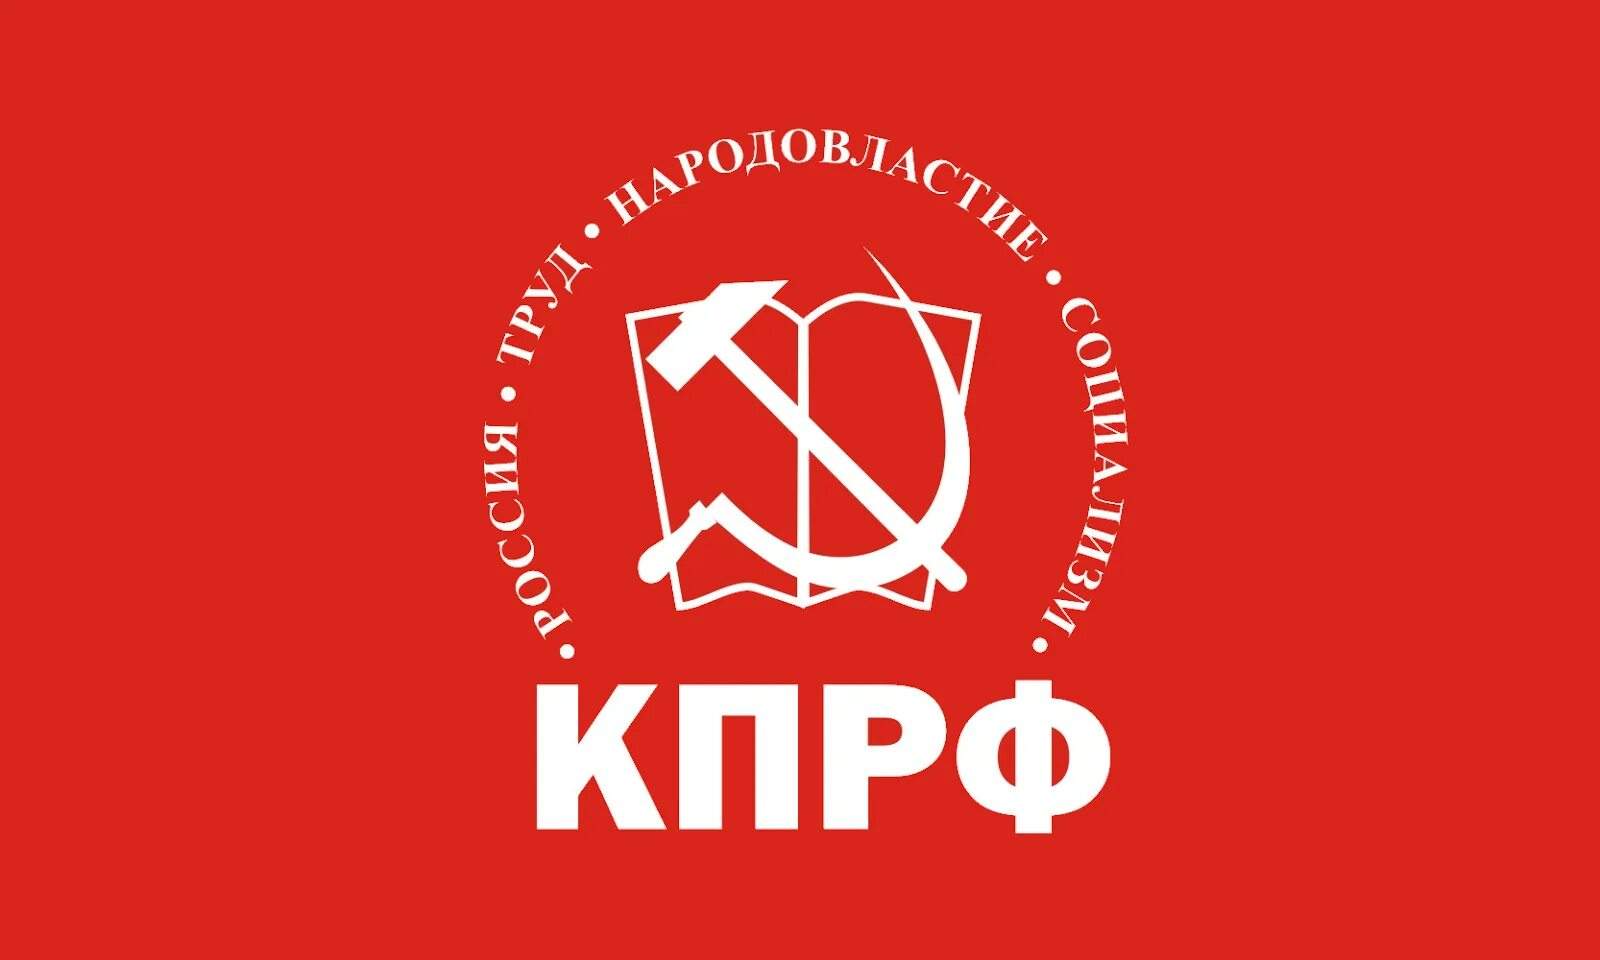 • РОССИЯ • ТРУД • НАРОДОВЛАСТИЕ • СОЦИАЛИЗМ •
КПРФ